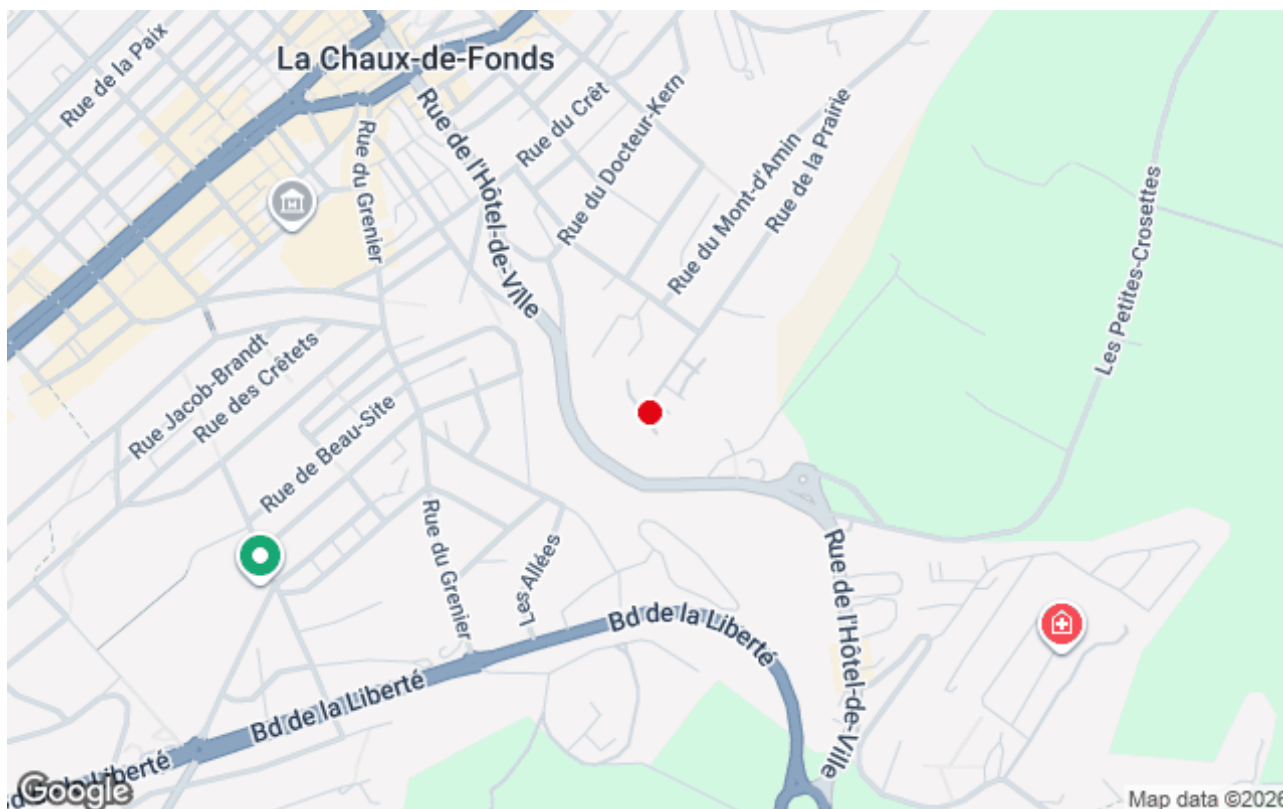 La Chaux-de-Fonds
Rue de la Paix
Rue du Grenier
Rue de l'Hôtel-de-Ville
Rue du Crêt
Rue du Docteur-Kern
Rue du Mont-d'Amin
Rue de la Prairie
Les Petites-Crosettes
Rue Jacob-Brandt
Rue des Crêtets
Rue de Beau-Site
Rue du Grenier
Les Allées
Rue de l'Hôtel-de-Ville
Bd de la Liberté
Bd de la Liberté
Bd de la Liberté
Google
Map data ©2026